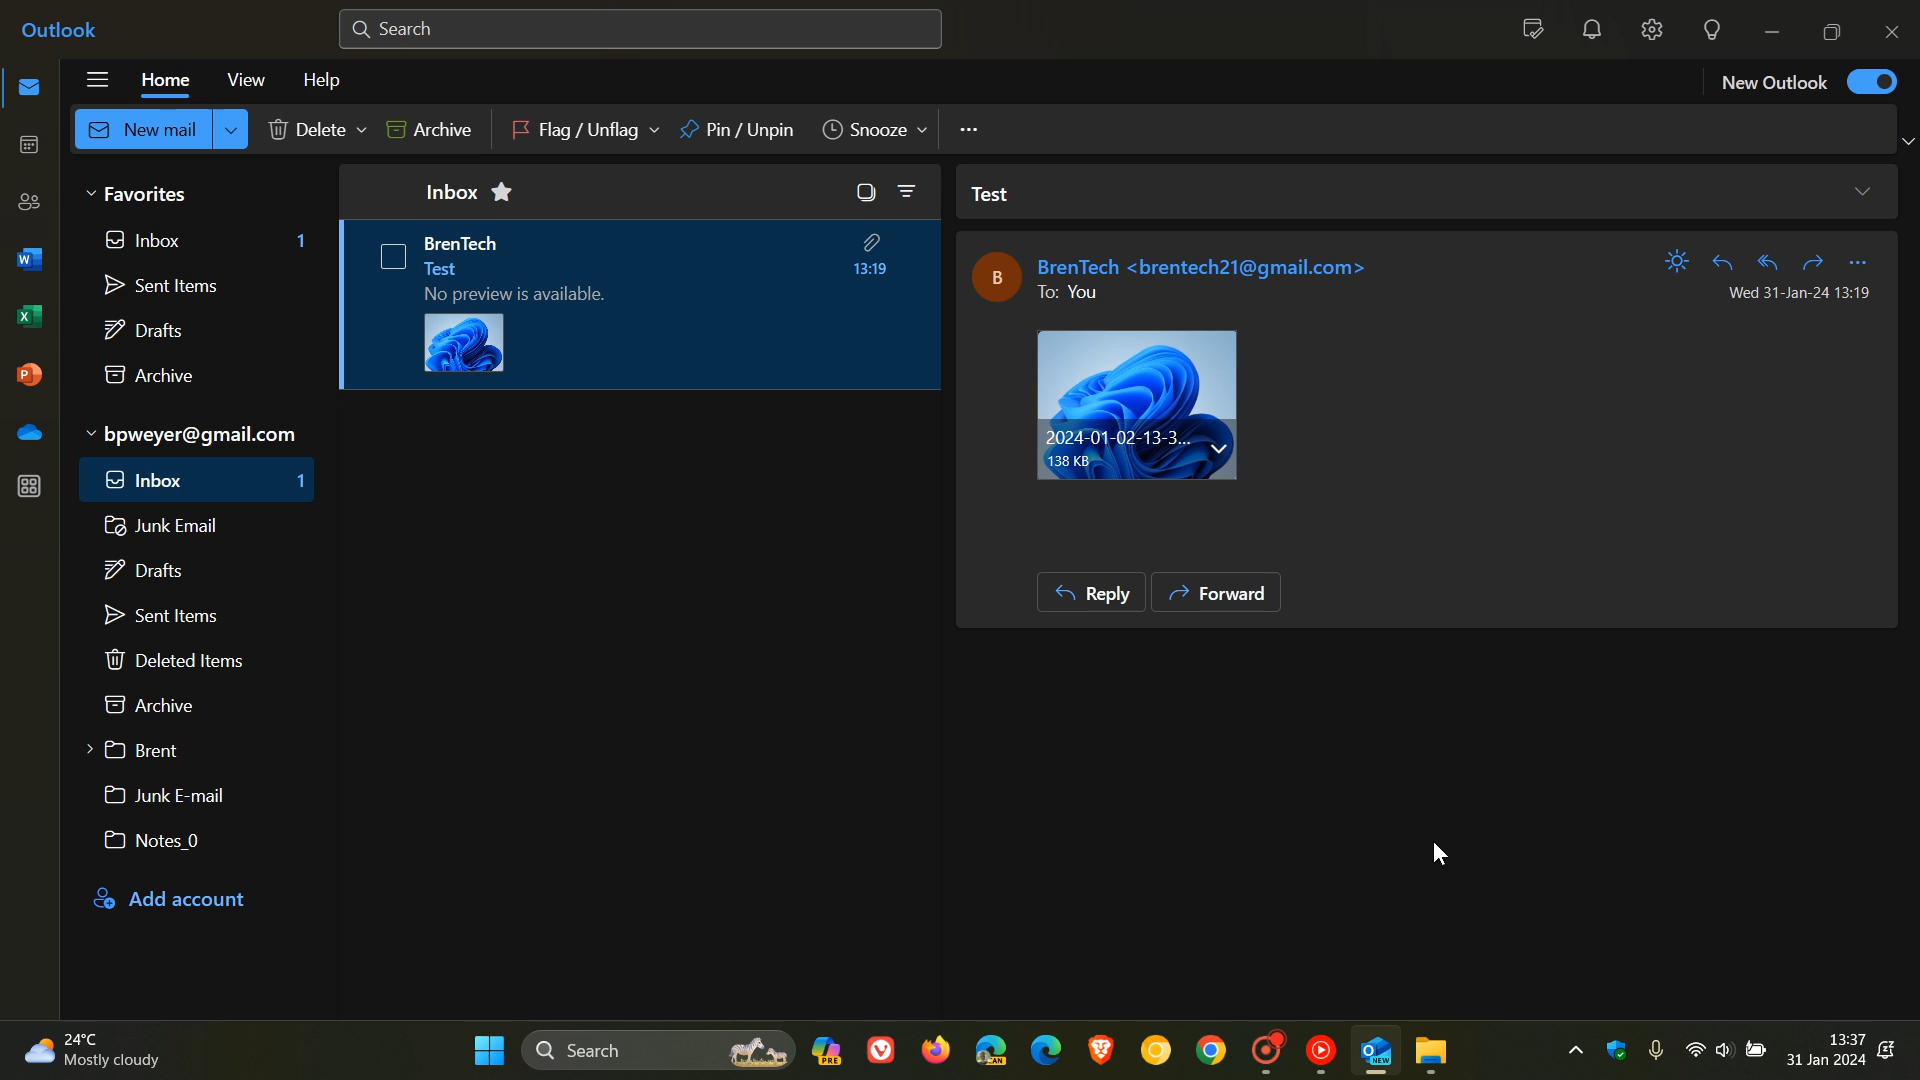 Outlook
Search
Home View Help
New Outlook
New mail Delete Archive Flag / Unflag Pin / Unpin Snooze ...
Favorites
Inbox 1
Sent Items
Drafts
Archive
bpweyer@gmail.com
Inbox 1
Junk Email
Drafts
Sent Items
Deleted Items
Archive
Brent
Junk E-mail
Notes_0
Add account
Inbox
BrenTech
Test 13:19
No preview is available.
Test
B
BrenTech <brentech21@gmail.com>
To: You
Wed 31-Jan-24 13:19
2024-01-02-13-3...
138 KB
Reply Forward
24°C
Mostly cloudy
Search
PRE
CAN
NEW
13:37
31 Jan 2024